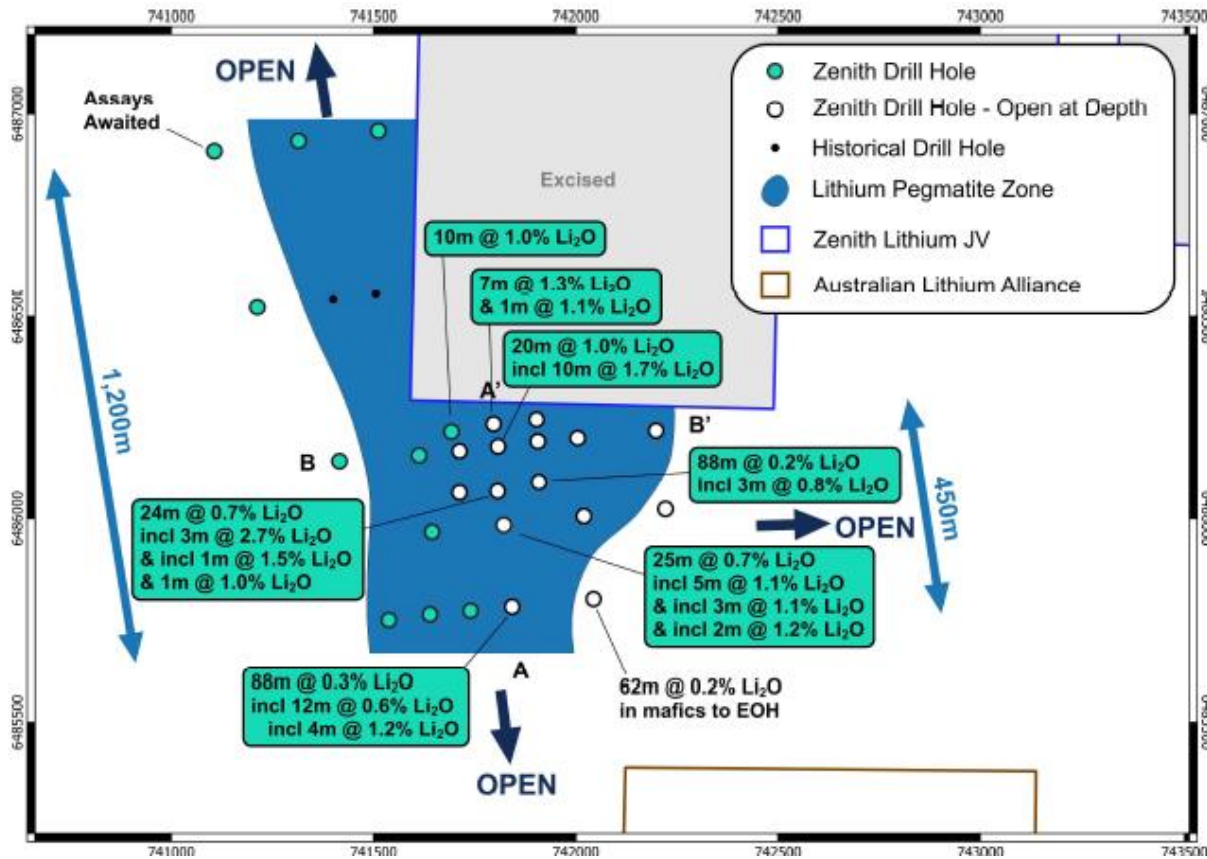 741000 741500 742000 742500 743000 743500
OPEN
Assays
Awaited
6487000
Zenith Drill Hole
Zenith Drill Hole - Open at Depth
Historical Drill Hole
Lithium Pegmatite Zone
Zenith Lithium JV
Australian Lithium Alliance
Excised
10m @ 1.0% Li₂O
7m @ 1.3% Li₂O
& 1m @ 1.1% Li₂O
20m @ 1.0% Li₂O
incl 10m @ 1.7% Li₂O
1,200m
A'
B
B'
88m @ 0.2% Li₂O
incl 3m @ 0.8% Li₂O
450m
24m @ 0.7% Li₂O
incl 3m @ 2.7% Li₂O
& incl 1m @ 1.5% Li₂O
& 1m @ 1.0% Li₂O
6486000
OPEN
25m @ 0.7% Li₂O
incl 5m @ 1.1% Li₂O
& incl 3m @ 1.1% Li₂O
& incl 2m @ 1.2% Li₂O
A
88m @ 0.3% Li₂O
incl 12m @ 0.6% Li₂O
incl 4m @ 1.2% Li₂O
62m @ 0.2% Li₂O
in mafics to EOH
6485500
OPEN
741000 741500 742000 742500 743000 743500